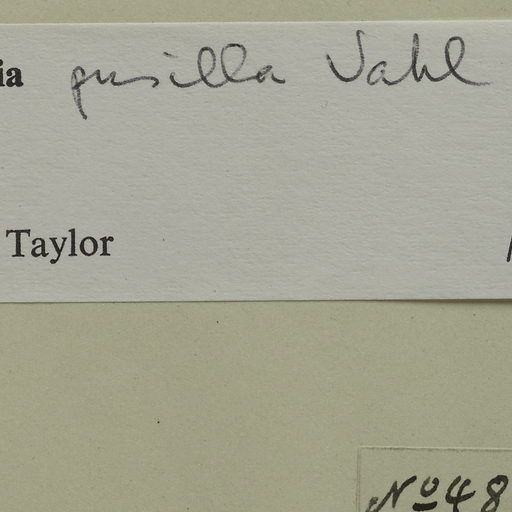 ia pusilla Vahl
Taylor
Nº 48